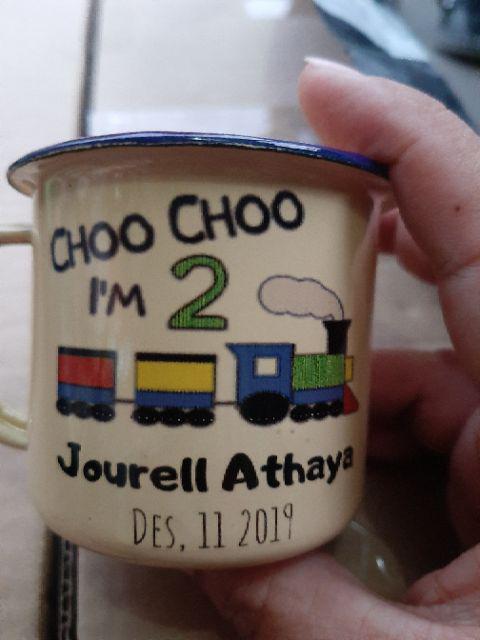 CHOO CHOO
I'M 2
Jourell Athaya
DES, 11 2019